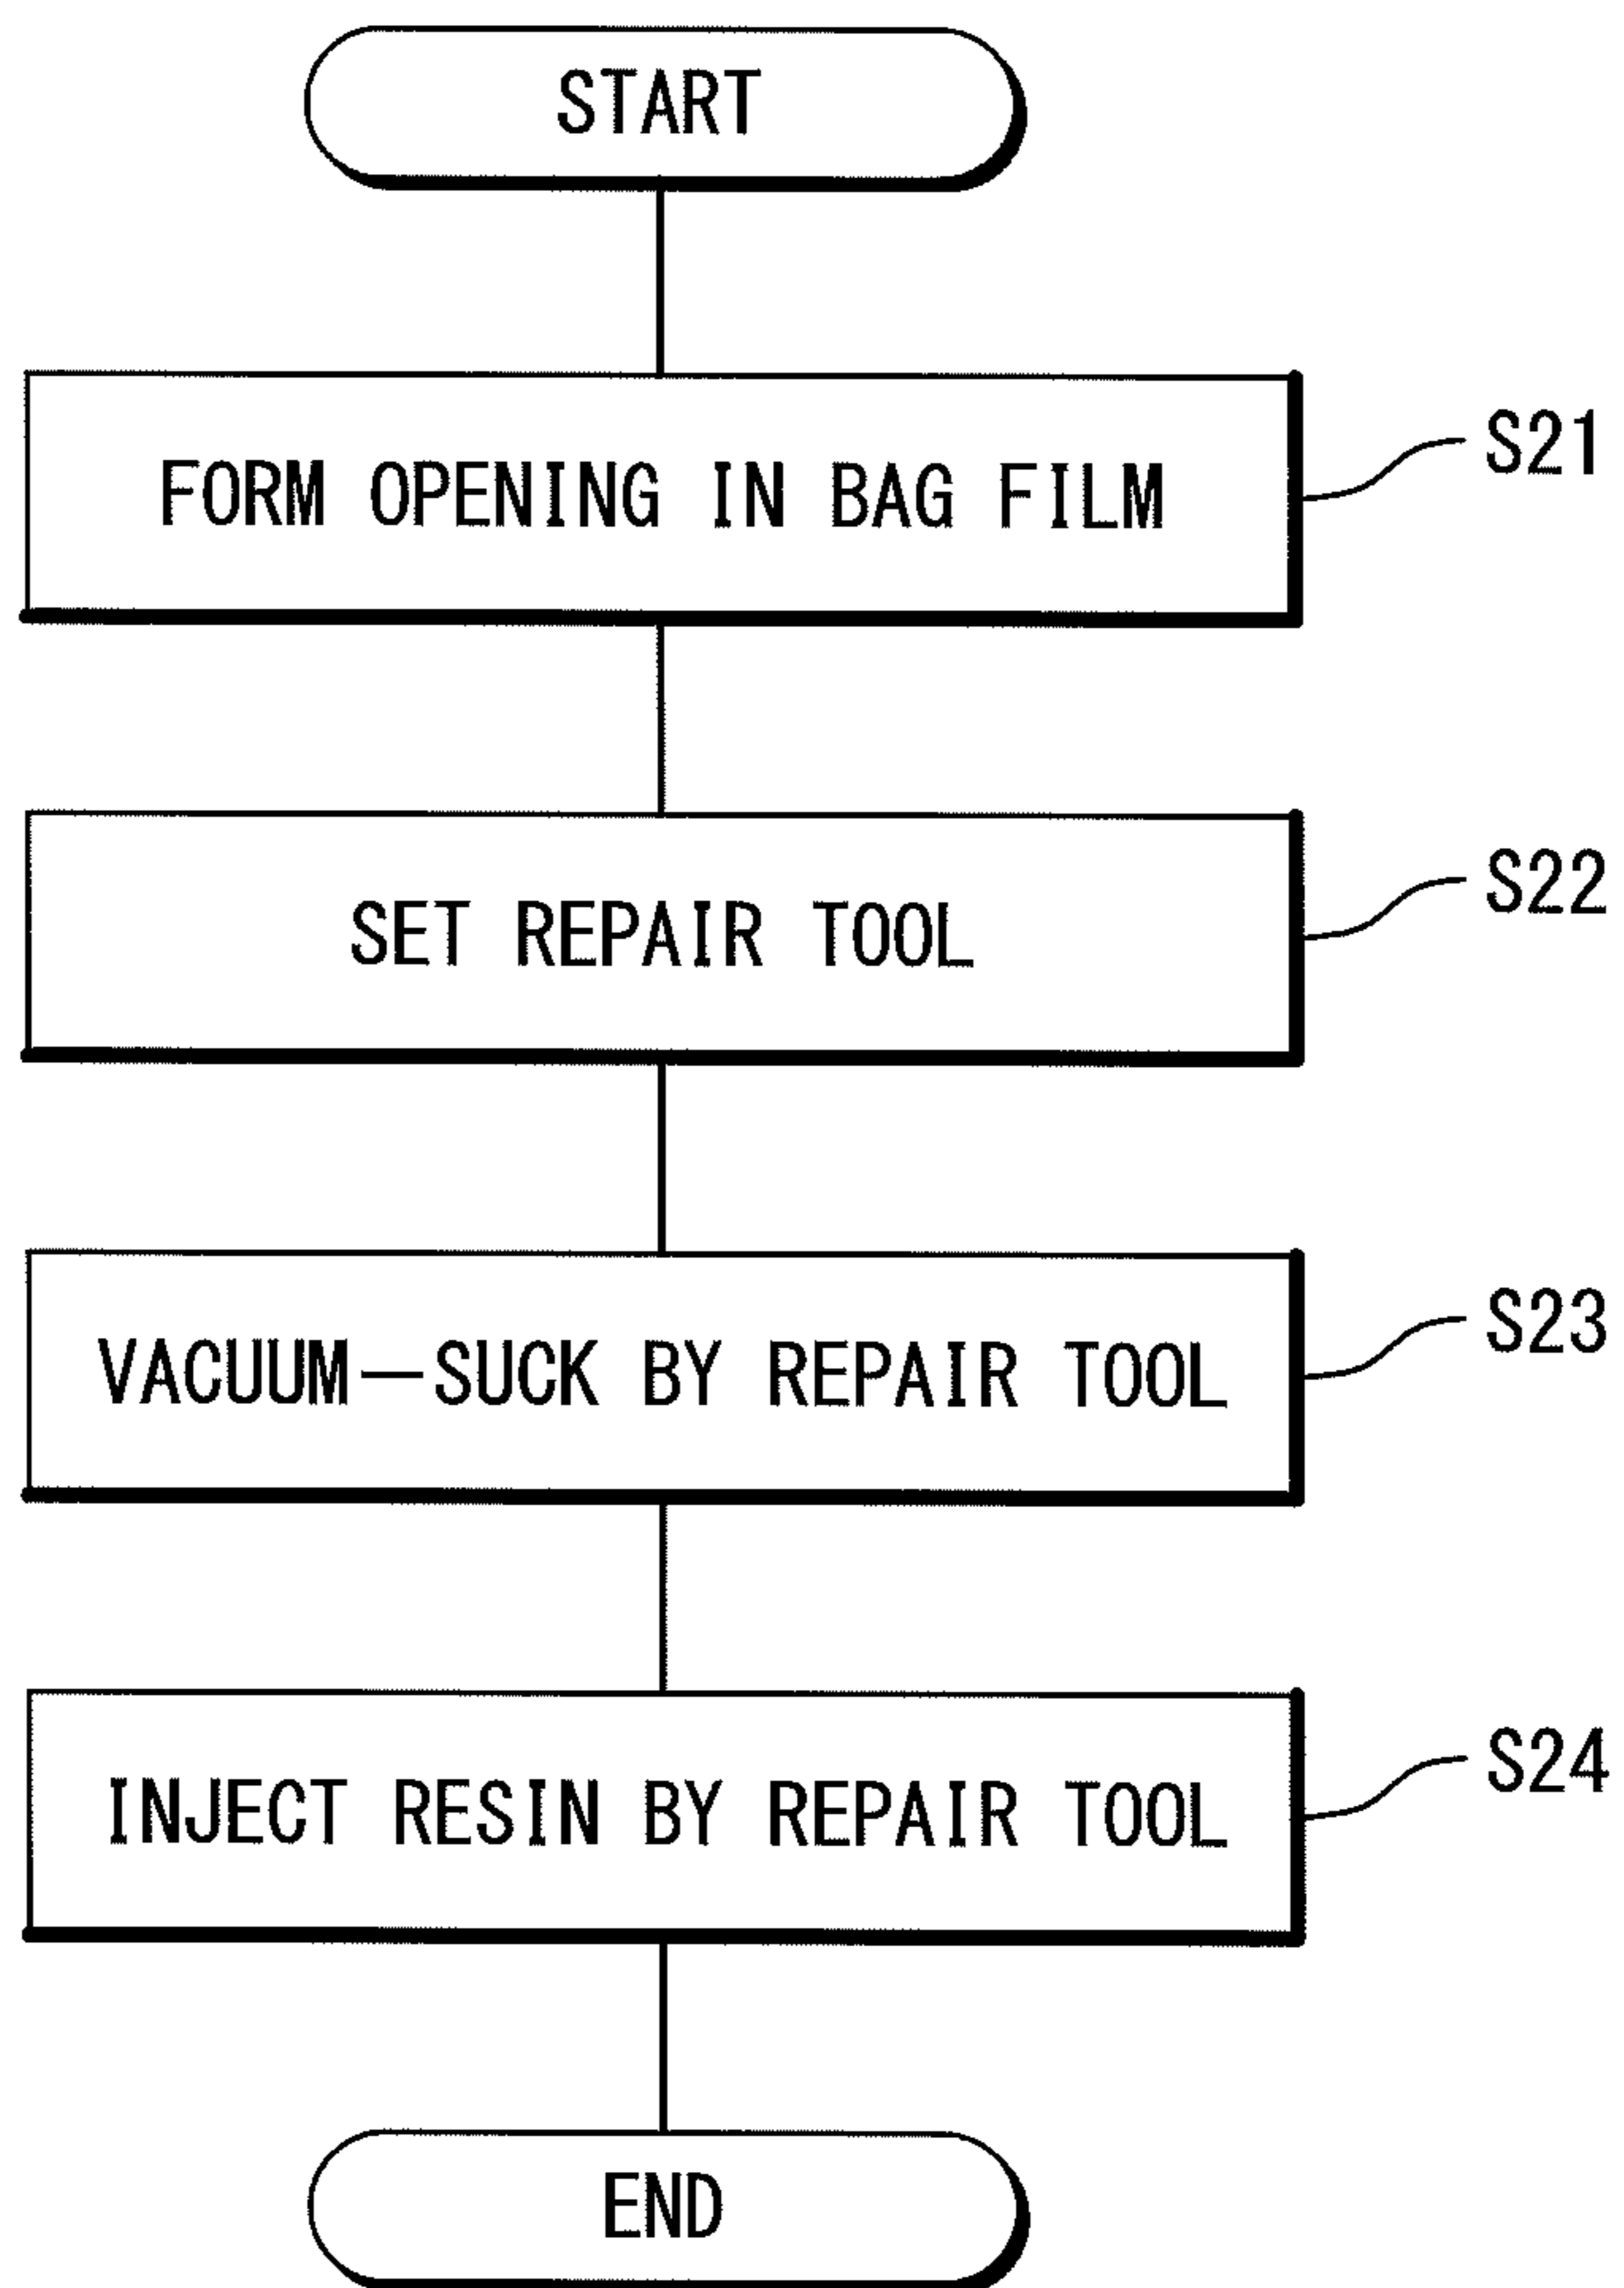 START
FORM OPENING IN BAG FILM
S21
SET REPAIR TOOL
S22
VACUUM—SUCK BY REPAIR TOOL
S23
INJECT RESIN BY REPAIR TOOL
S24
END